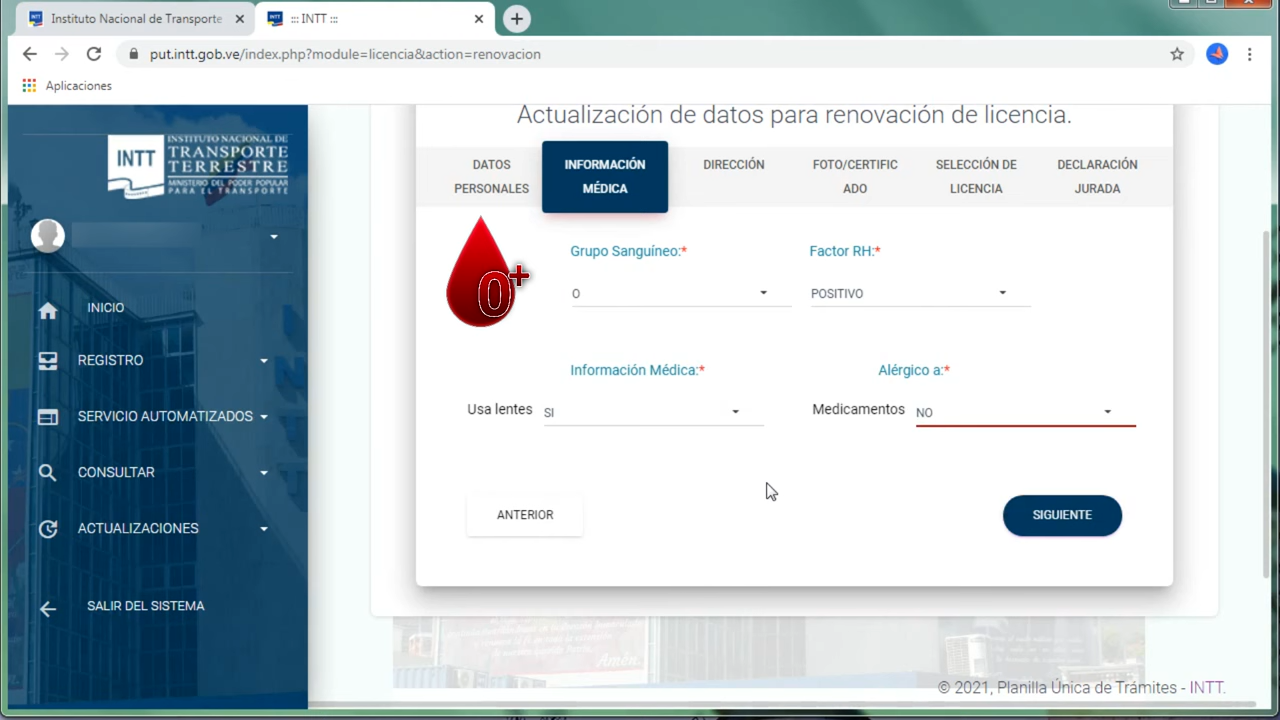 Instituto Nacional de Transporte
::: INTT :::
put.intt.gob.ve/index.php?module=licencia&action=renovacion
Aplicaciones
INTT
INSTITUTO NACIONAL DE
TRANSPORTE
TERRESTRE
MINISTERIO DEL PODER POPULAR
PARA EL TRANSPORTE
INICIO
REGISTRO
SERVICIO AUTOMATIZADOS
CONSULTAR
ACTUALIZACIONES
SALIR DEL SISTEMA
Actualización de datos para renovación de licencia.
DATOS
PERSONALES
INFORMACIÓN
MÉDICA
DIRECCIÓN
FOTO/CERTIFIC
ADO
SELECCIÓN DE
LICENCIA
DECLARACIÓN
JURADA
0+
Grupo Sanguíneo:*
Factor RH:*
O
POSITIVO
Información Médica:*
Alérgico a:*
Usa lentes SI
Medicamentos NO
ANTERIOR
SIGUIENTE
Amén.
© 2021, Planilla Única de Trámites - INTT.